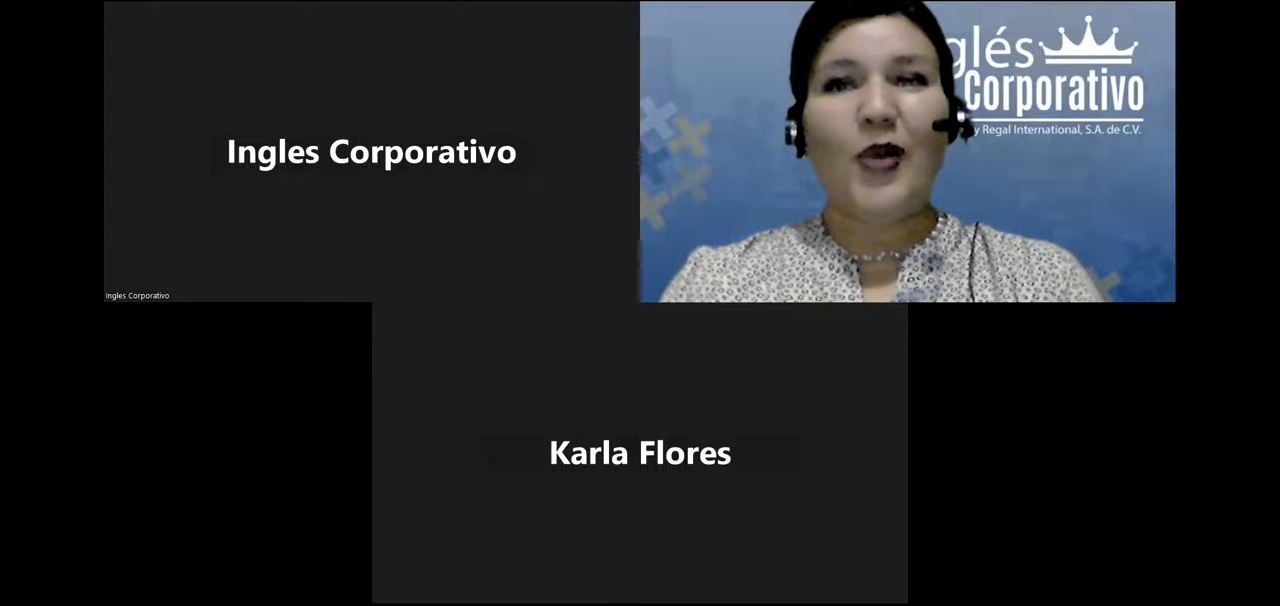 Ingles Corporativo
Ingles Corporativo
glés
Corporativo
y Regal International, S.A. de C.V.
Karla Flores